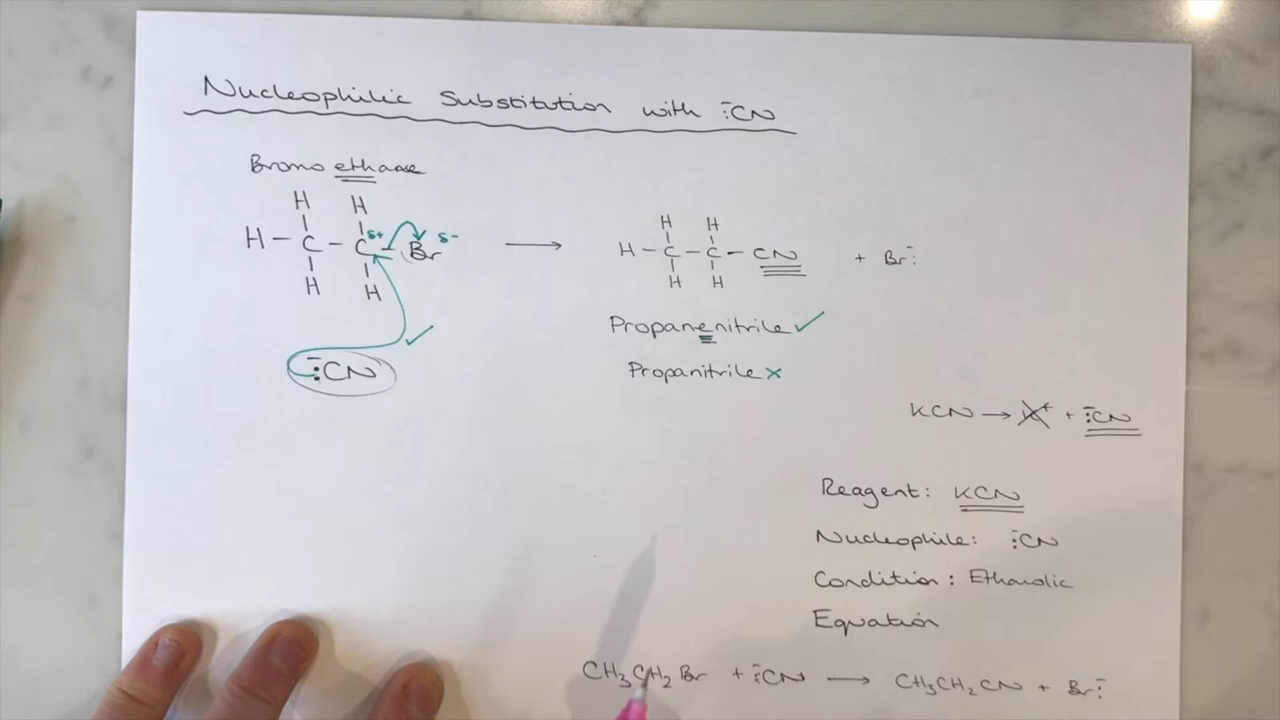 Nucleophilic Substitution with :̄CN
Bromo ethane
H H
H - C - C - Br δ+ δ-
H H
:̄CN ✓
→
H H
H - C - C - CN + Br:̄
H H
Propanenitrile ✓
Propanitrile x
KCN → K+ + :̄CN
Reagent: KCN
Nucleophile: :̄CN
Condition: Ethanolic
Equation
CH3CH2Br + :̄CN → CH3CH2CN + Br:̄